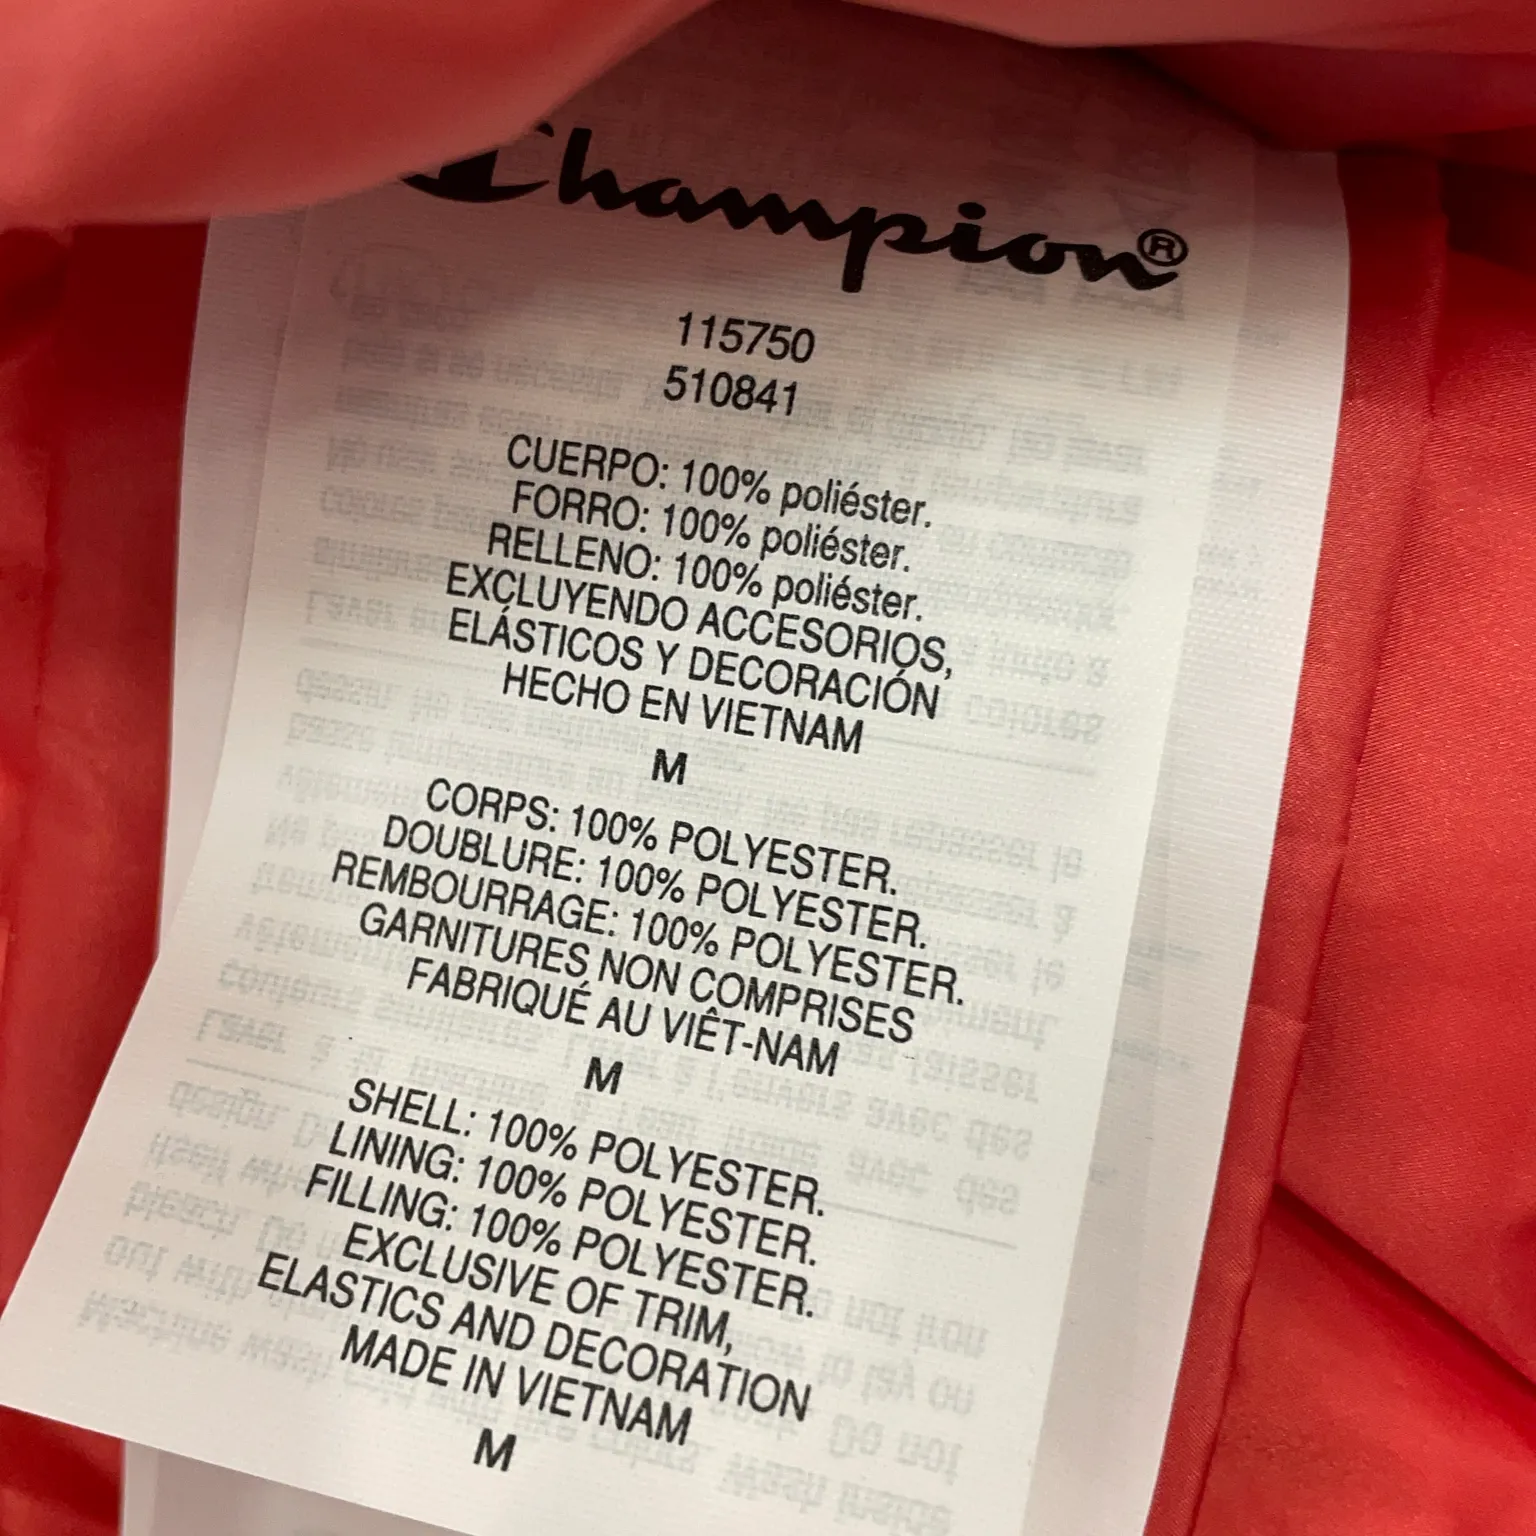 Champion®
115750
510841
CUERPO: 100% poliéster.
FORRO: 100% poliéster.
RELLENO: 100% poliéster.
EXCLUYENDO ACCESORIOS,
ELÁSTICOS Y DECORACIÓN
HECHO EN VIETNAM
M
CORPS: 100% POLYESTER.
DOUBLURE: 100% POLYESTER.
REMBOURRAGE: 100% POLYESTER.
GARNITURES NON COMPRISES
FABRIQUÉ AU VIÊT-NAM
M
SHELL: 100% POLYESTER.
LINING: 100% POLYESTER.
FILLING: 100% POLYESTER.
EXCLUSIVE OF TRIM,
ELASTICS AND DECORATION
MADE IN VIETNAM
M